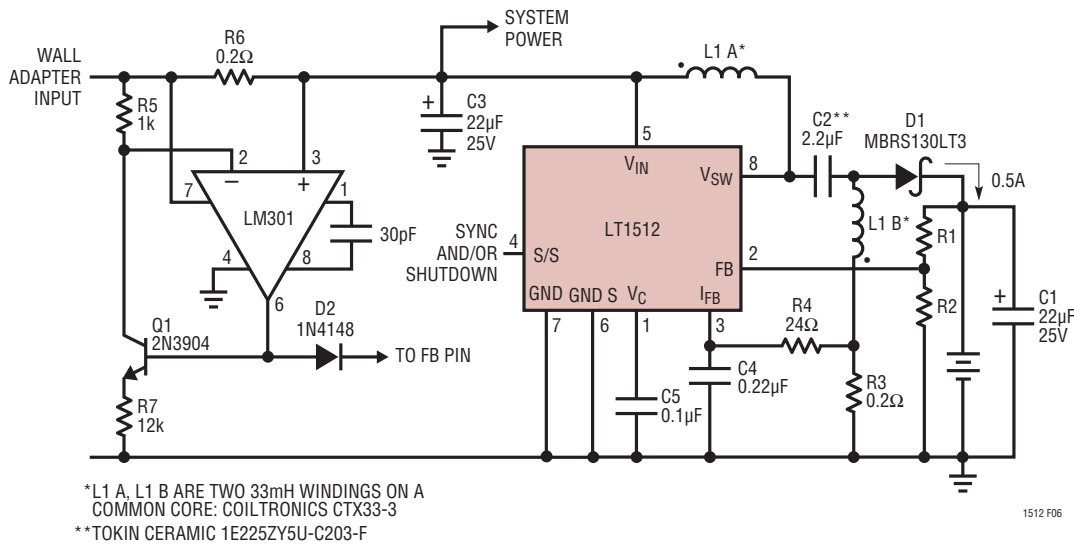 SYSTEM
POWER
WALL
ADAPTER
INPUT
R6
0.2Ω
L1 A*
R5
1k
+
C3
22µF
25V
C2**
2.2µF
D1
MBRS130LT3
0.5A
2
3
–
+
7
1
LM301
30pF
4
8
6
5
VIN
VSW
8
LT1512
SYNC
AND/OR
SHUTDOWN
4
S/S
FB
2
GND
GND S
VC
IFB
7
6
1
3
L1 B*
R1
R2
+
C1
22µF
25V
R4
24Ω
Q1
2N3904
D2
1N4148
TO FB PIN
R7
12k
C5
0.1µF
C4
0.22µF
R3
0.2Ω
*L1 A, L1 B ARE TWO 33mH WINDINGS ON A
COMMON CORE: COILTRONICS CTX33-3
**TOKIN CERAMIC 1E225ZY5U-C203-F
1512 F06